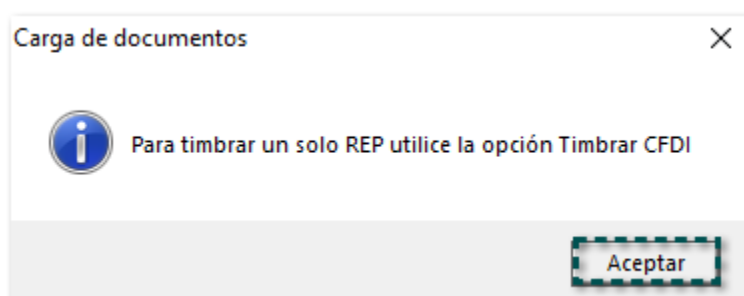 Carga de documentos
Para timbrar un solo REP utilice la opción Timbrar CFDI
Aceptar